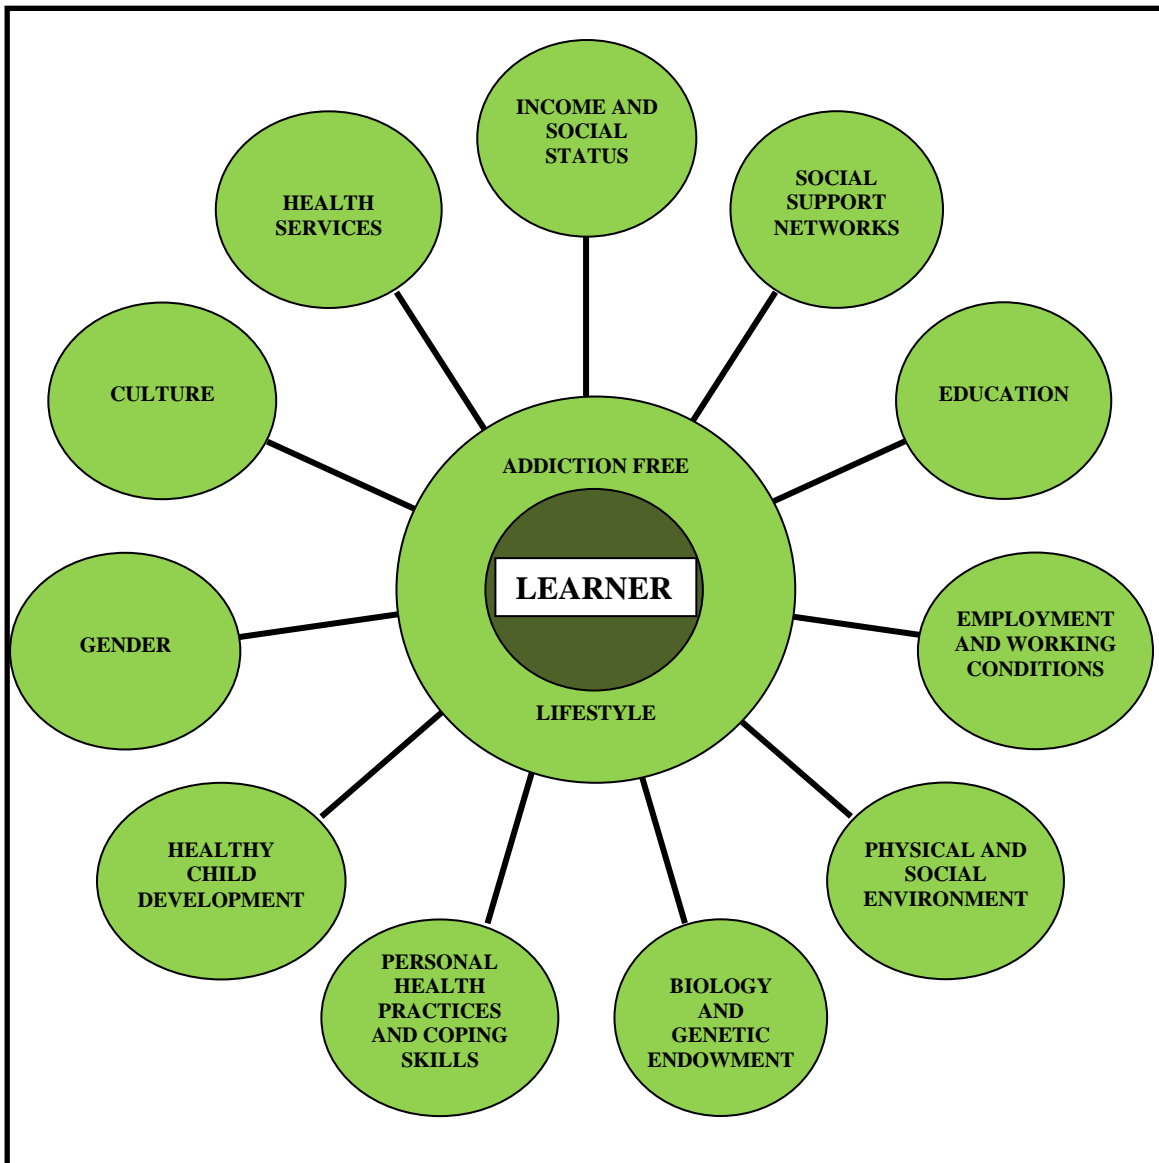 INCOME AND
SOCIAL
STATUS
SOCIAL
SUPPORT
NETWORKS
EDUCATION
EMPLOYMENT
AND WORKING
CONDITIONS
PHYSICAL AND
SOCIAL
ENVIRONMENT
BIOLOGY
AND
GENETIC
ENDOWMENT
PERSONAL
HEALTH
PRACTICES
AND COPING
SKILLS
HEALTHY
CHILD
DEVELOPMENT
GENDER
CULTURE
HEALTH
SERVICES
ADDICTION FREE
LEARNER
LIFESTYLE